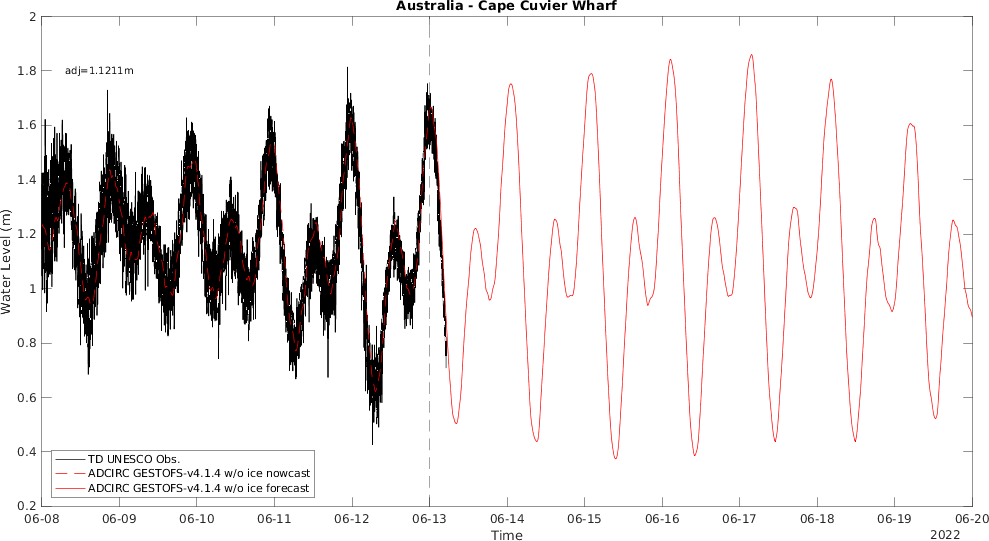 Australia - Cape Cuvier Wharf
2
1.8
1.6
1.4
1.2
1
0.8
0.6
0.4
0.2
Water Level (m)
adj=1.1211m
TD UNESCO Obs.
ADCIRC GESTOFS-v4.1.4 w/o ice nowcast
ADCIRC GESTOFS-v4.1.4 w/o ice forecast
06-08 06-09 06-10 06-11 06-12 06-13 06-14 06-15 06-16 06-17 06-18 06-19 06-20
Time
2022